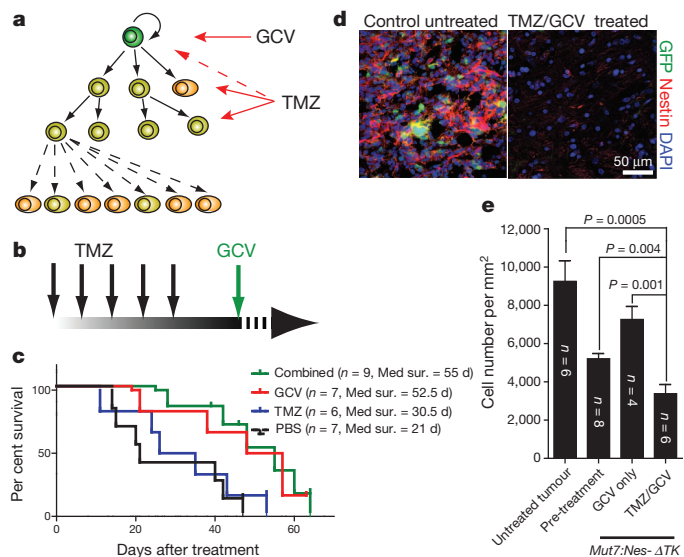 a
GCV
TMZ
b
TMZ
GCV
c
Combined (n = 9, Med sur. = 55 d)
GCV (n = 7, Med sur. = 52.5 d)
TMZ (n = 6, Med sur. = 30.5 d)
PBS (n = 7, Med sur. = 21 d)
Per cent survival
100
50
0
20
40
60
Days after treatment
d
Control untreated
TMZ/GCV treated
GFP Nestin DAPI
50 μm
e
P = 0.0005
P = 0.004
P = 0.001
Cell number per mm²
12,000
10,000
8,000
6,000
4,000
2,000
0
n = 6
n = 8
n = 4
n = 6
Untreated tumour
Pre-treatment
GCV only
TMZ/GCV
Mut7:Nes-ΔTK